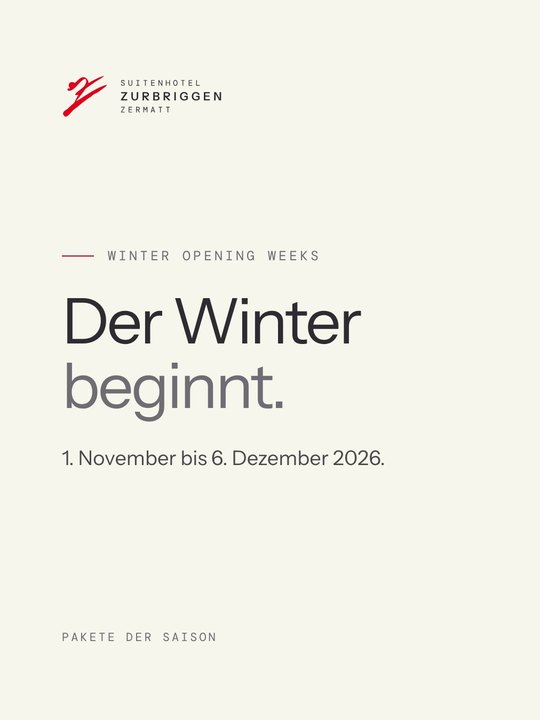 SUITENHOTEL
ZURBRIGGEN
ZERMATT
WINTER OPENING WEEKS
Der Winter
beginnt.
1. November bis 6. Dezember 2026.
PAKETE DER SAISON